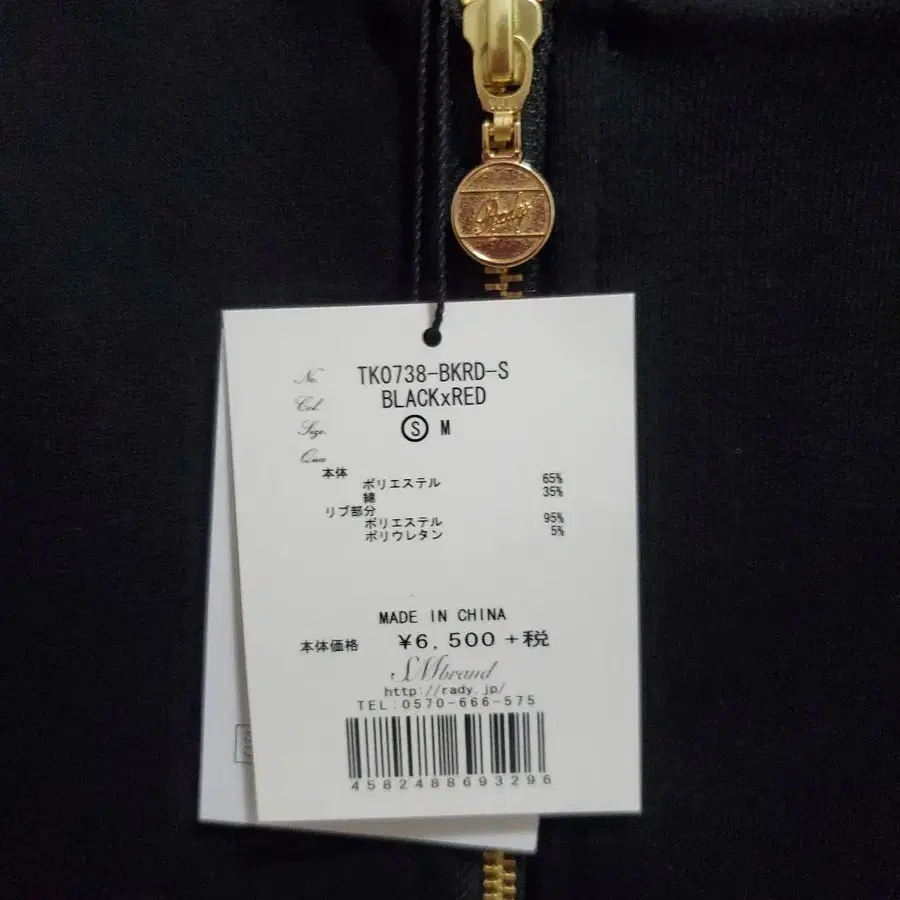 Rady
No. TK0738-BKRD-S
Col. BLACKxRED
Size. S M
Qua
本体
ポリエステル 65%
綿 35%
リブ部分
ポリエステル 95%
ポリウレタン 5%
MADE IN CHINA
本体価格 ¥6,500+税
SMbrand
http://rady.jp/
TEL:0570-666-575
4582488693296